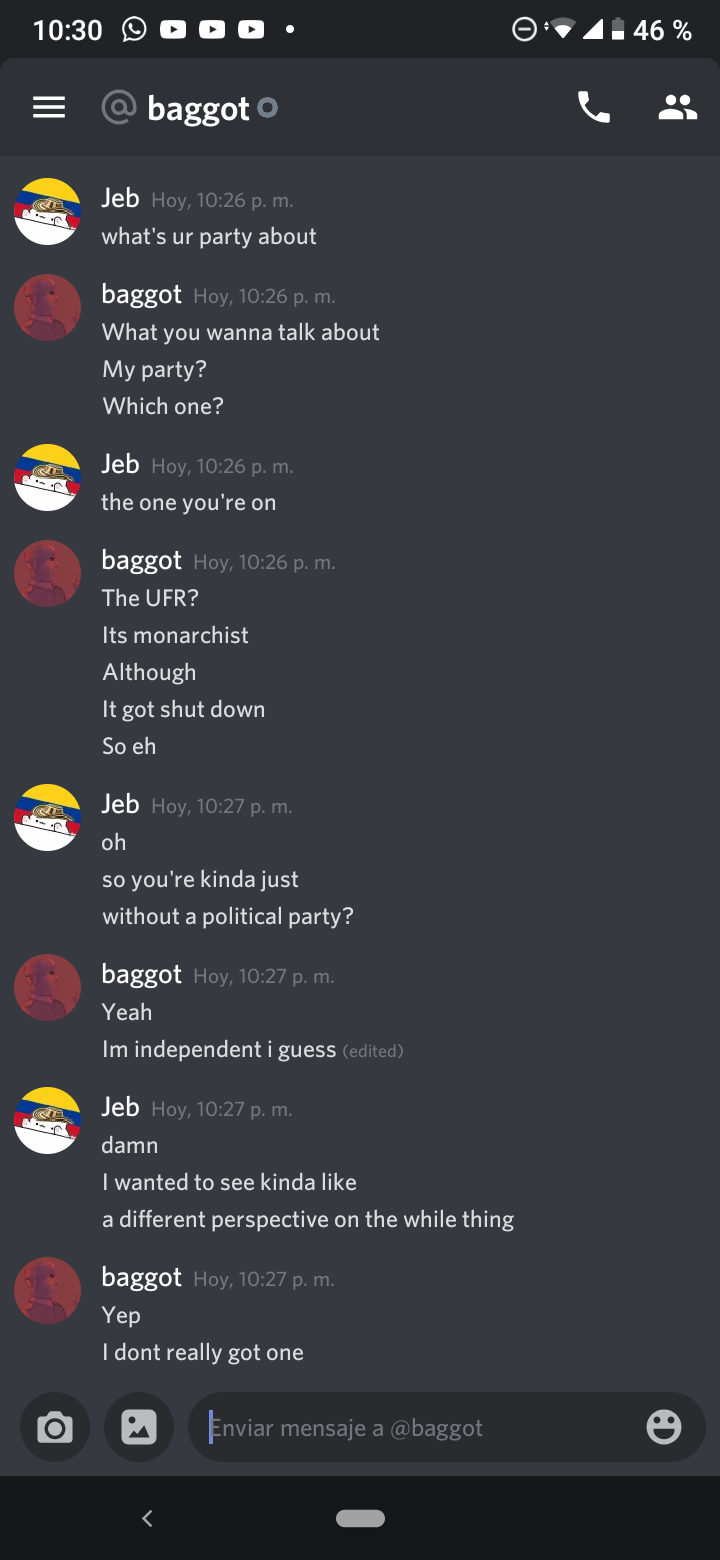 10:30
46 %
@ baggot
Jeb Hoy, 10:26 p. m.
what's ur party about
baggot Hoy, 10:26 p. m.
What you wanna talk about
My party?
Which one?
Jeb Hoy, 10:26 p. m.
the one you're on
baggot Hoy, 10:26 p. m.
The UFR?
Its monarchist
Although
It got shut down
So eh
Jeb Hoy, 10:27 p. m.
oh
so you're kinda just
without a political party?
baggot Hoy, 10:27 p. m.
Yeah
Im independent i guess (edited)
Jeb Hoy, 10:27 p. m.
damn
I wanted to see kinda like
a different perspective on the while thing
baggot Hoy, 10:27 p. m.
Yep
I dont really got one
Enviar mensaje a @baggot